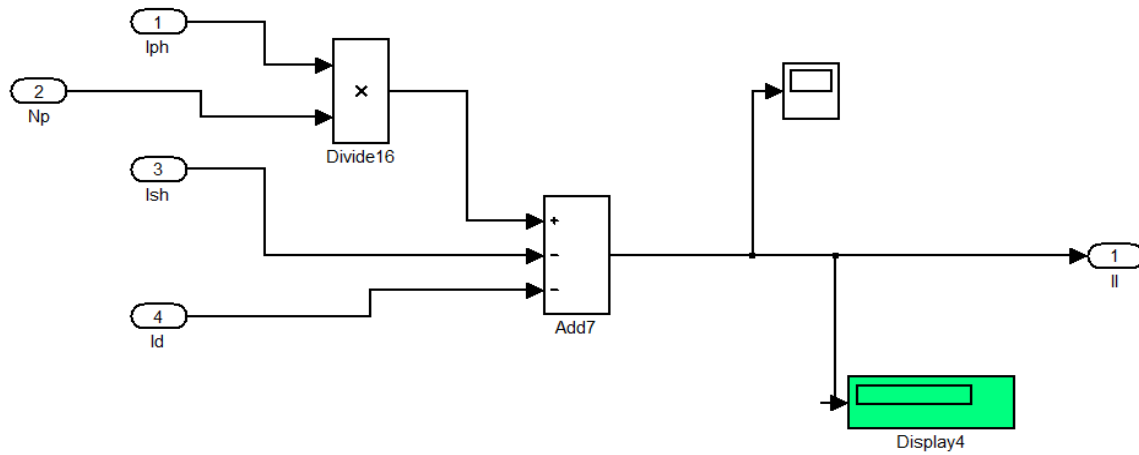 1
Iph
2
Np
×
Divide16
3
Ish
+
−
−
Add7
4
Id
1
Il
Display4